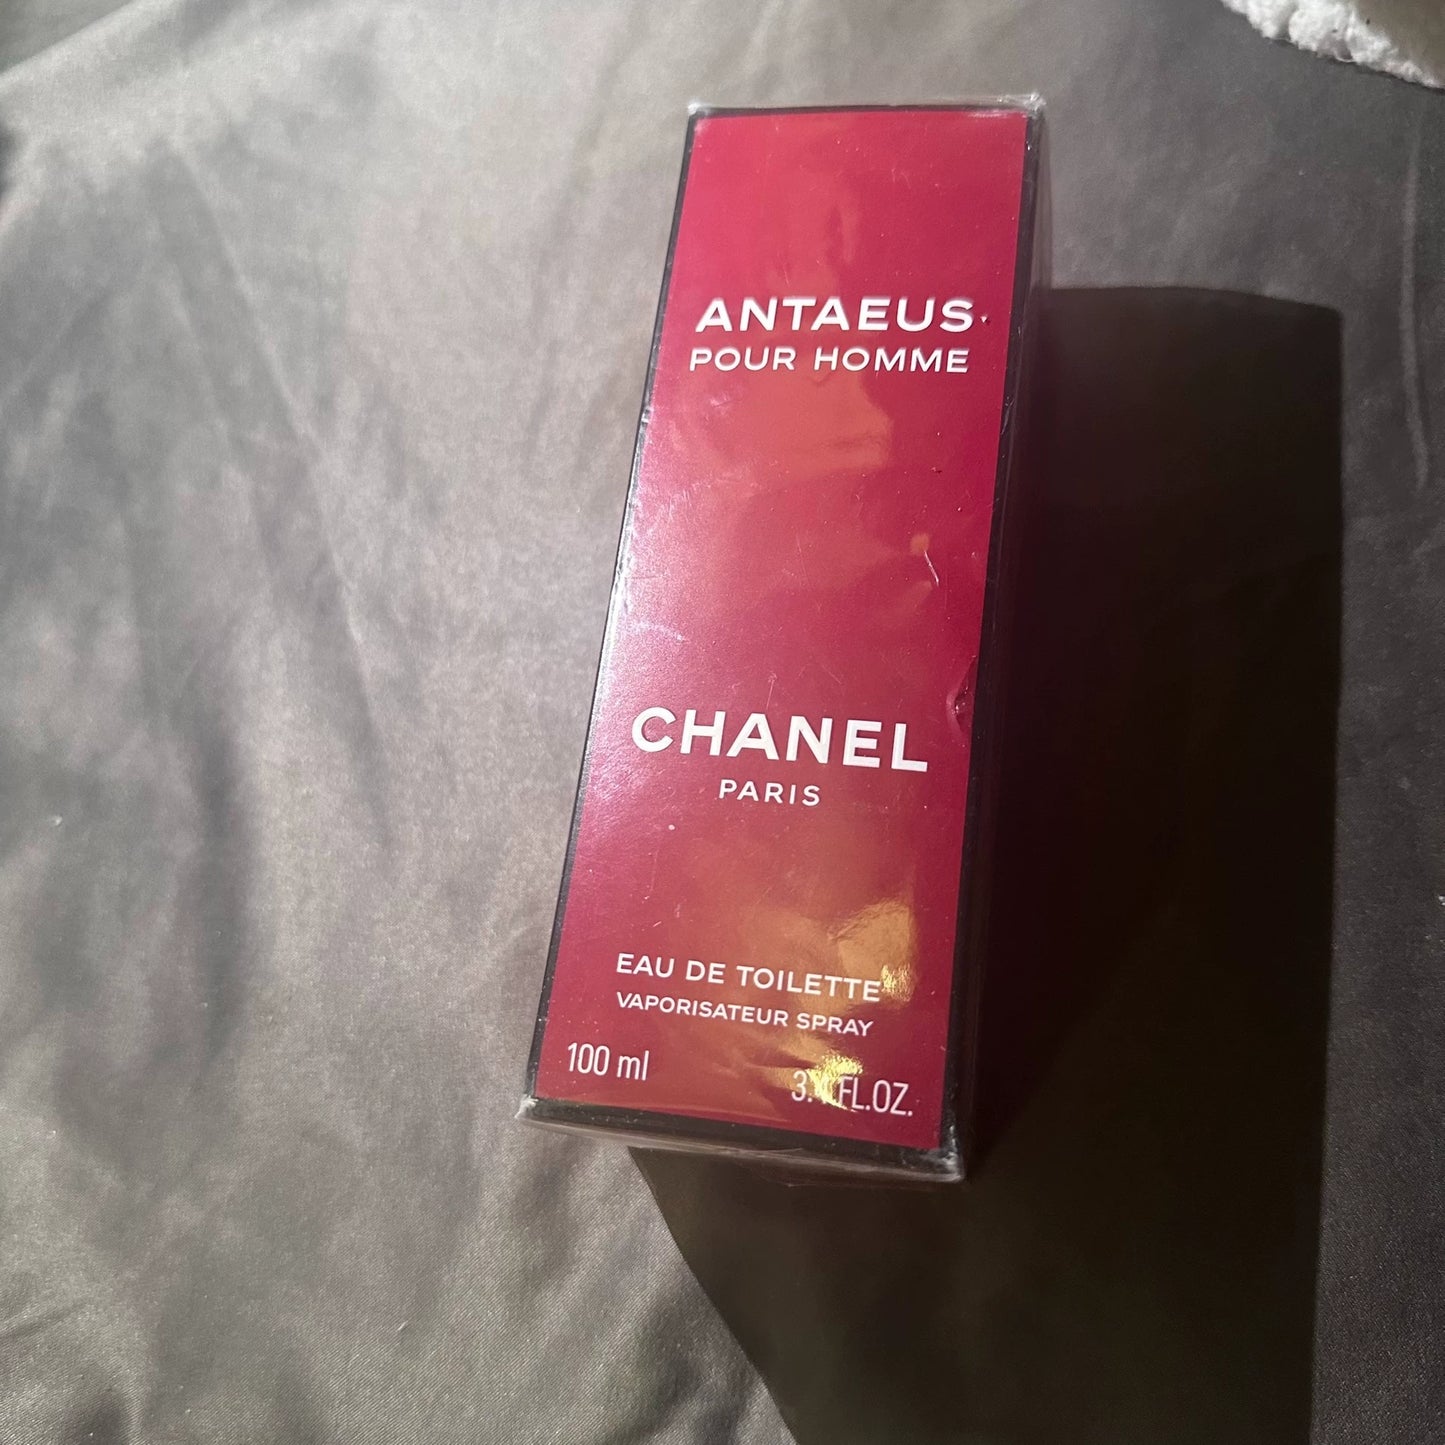 ANTAEUS
POUR HOMME
CHANEL
PARIS
EAU DE TOILETTE
VAPORISATEUR SPRAY
100 ml
FL.OZ.